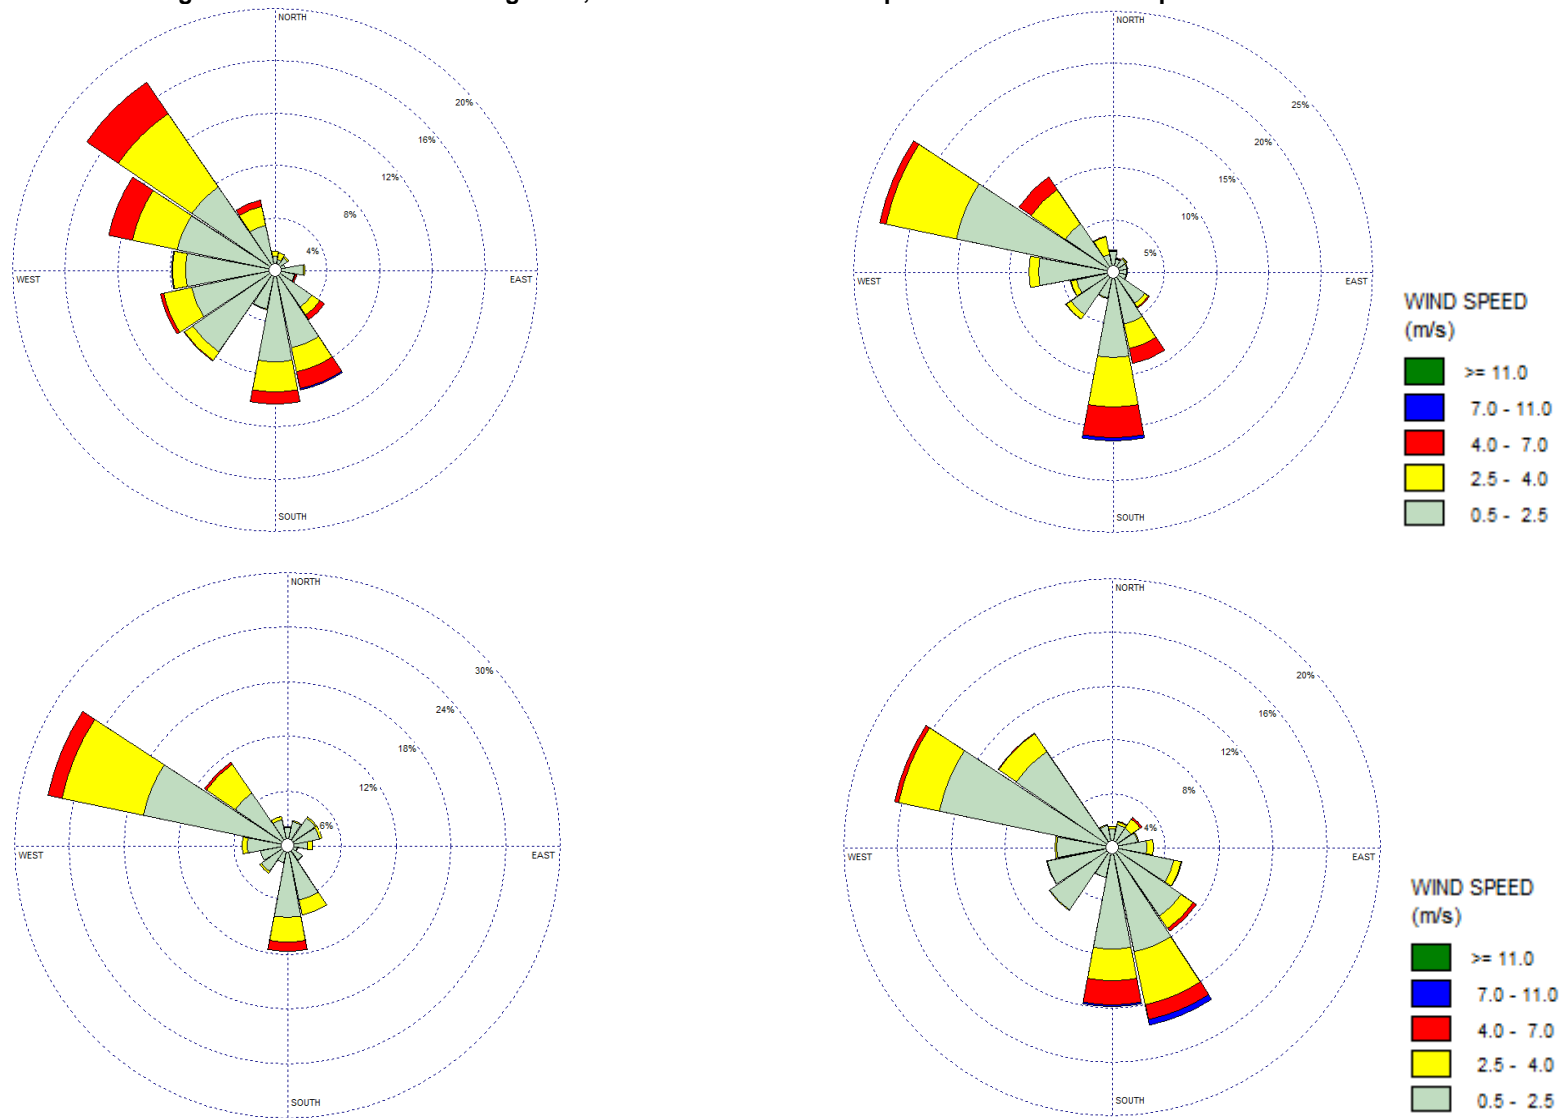 NORTH
20%
16%
12%
8%
4%
WEST
EAST
SOUTH
NORTH
25%
20%
15%
10%
5%
WEST
EAST
SOUTH
WIND SPEED
(m/s)
>= 11.0
7.0 - 11.0
4.0 - 7.0
2.5 - 4.0
0.5 - 2.5
NORTH
30%
24%
18%
12%
6%
WEST
EAST
SOUTH
NORTH
20%
16%
12%
8%
4%
WEST
EAST
SOUTH
WIND SPEED
(m/s)
>= 11.0
7.0 - 11.0
4.0 - 7.0
2.5 - 4.0
0.5 - 2.5